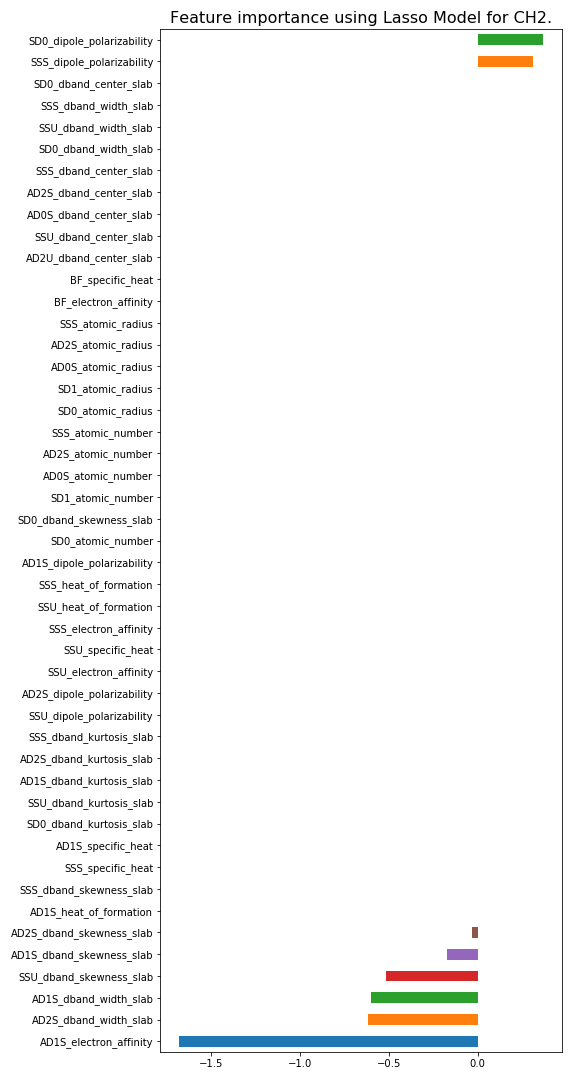 Feature importance using Lasso Model for CH2.
SD0_dipole_polarizability
SSS_dipole_polarizability
SD0_dband_center_slab
SSS_dband_width_slab
SSU_dband_width_slab
SD0_dband_width_slab
SSS_dband_center_slab
AD2S_dband_center_slab
AD0S_dband_center_slab
SSU_dband_center_slab
AD2U_dband_center_slab
BF_specific_heat
BF_electron_affinity
SSS_atomic_radius
AD2S_atomic_radius
AD0S_atomic_radius
SD1_atomic_radius
SD0_atomic_radius
SSS_atomic_number
AD2S_atomic_number
AD0S_atomic_number
SD1_atomic_number
SD0_dband_skewness_slab
SD0_atomic_number
AD1S_dipole_polarizability
SSS_heat_of_formation
SSU_heat_of_formation
SSS_electron_affinity
SSU_specific_heat
SSU_electron_affinity
AD2S_dipole_polarizability
SSU_dipole_polarizability
SSS_dband_kurtosis_slab
AD2S_dband_kurtosis_slab
AD1S_dband_kurtosis_slab
SSU_dband_kurtosis_slab
SD0_dband_kurtosis_slab
AD1S_specific_heat
SSS_specific_heat
SSS_dband_skewness_slab
AD1S_heat_of_formation
AD2S_dband_skewness_slab
AD1S_dband_skewness_slab
SSU_dband_skewness_slab
AD1S_dband_width_slab
AD2S_dband_width_slab
AD1S_electron_affinity
−1.5 −1.0 −0.5 0.0